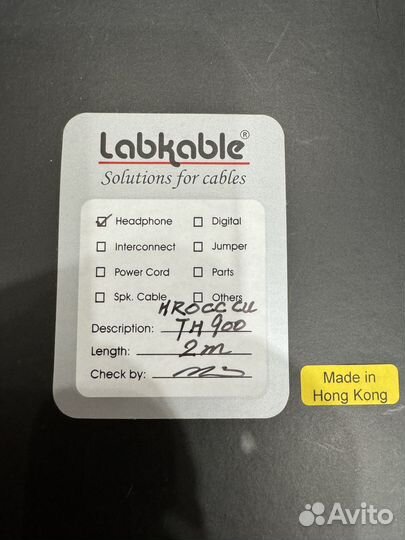 Labkable®
Solutions for cables
Headphone Digital
Interconnect Jumper
Power Cord Parts
Spk. Cable Others
HROCC CU
Description: TH900
Length: 2m
Check by:
Made in
Hong Kong
Avito